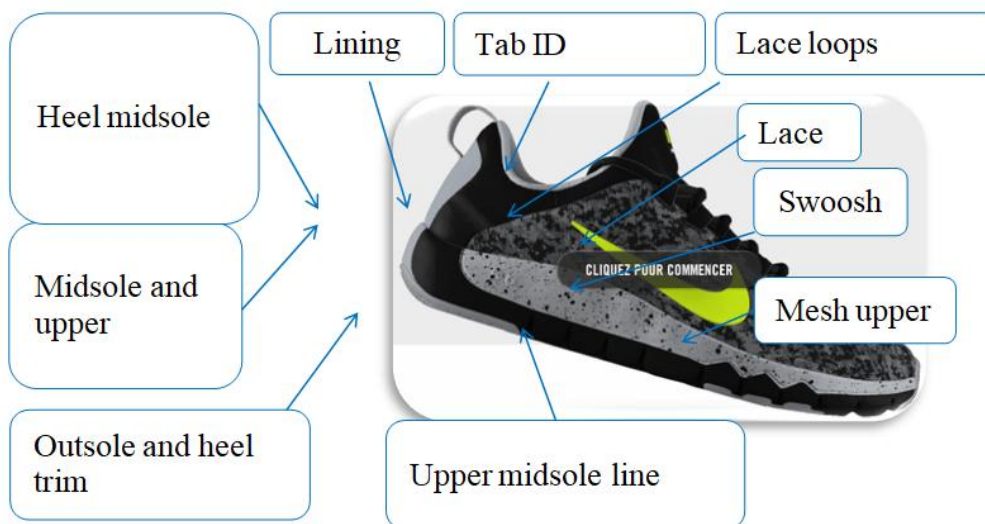 Lining
Tab ID
Lace loops
Heel midsole
Lace
Swoosh
CLIQUEZ POUR COMMENCER
Midsole and
upper
Mesh upper
Outsole and heel
trim
Upper midsole line